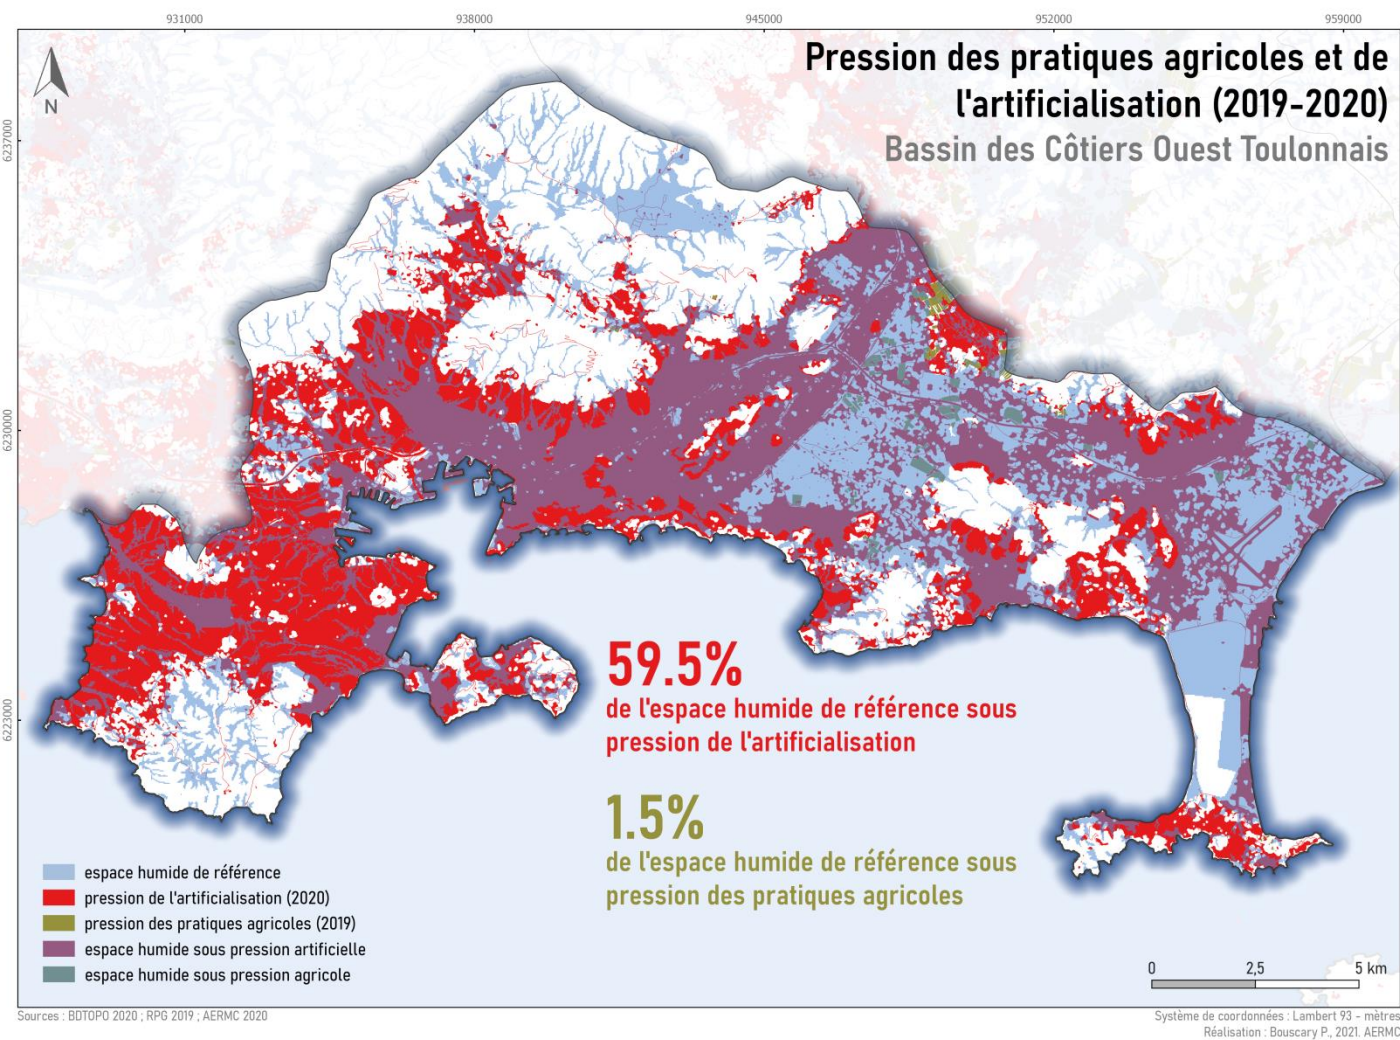 931000
938000
945000
952000
959000
Pression des pratiques agricoles et de
l'artificialisation (2019-2020)
Bassin des Côtiers Ouest Toulonnais
N
6237000
6230000
6223000
59.5%
de l'espace humide de référence sous
pression de l'artificialisation
1.5%
de l'espace humide de référence sous
pression des pratiques agricoles
espace humide de référence
pression de l'artificialisation (2020)
pression des pratiques agricoles (2019)
espace humide sous pression artificielle
espace humide sous pression agricole
0 2,5 5 km
Sources : BDTOPO 2020 ; RPG 2019 ; AERMC 2020
Système de coordonnées : Lambert 93 - mètres
Réalisation : Bouscary P., 2021. AERMC